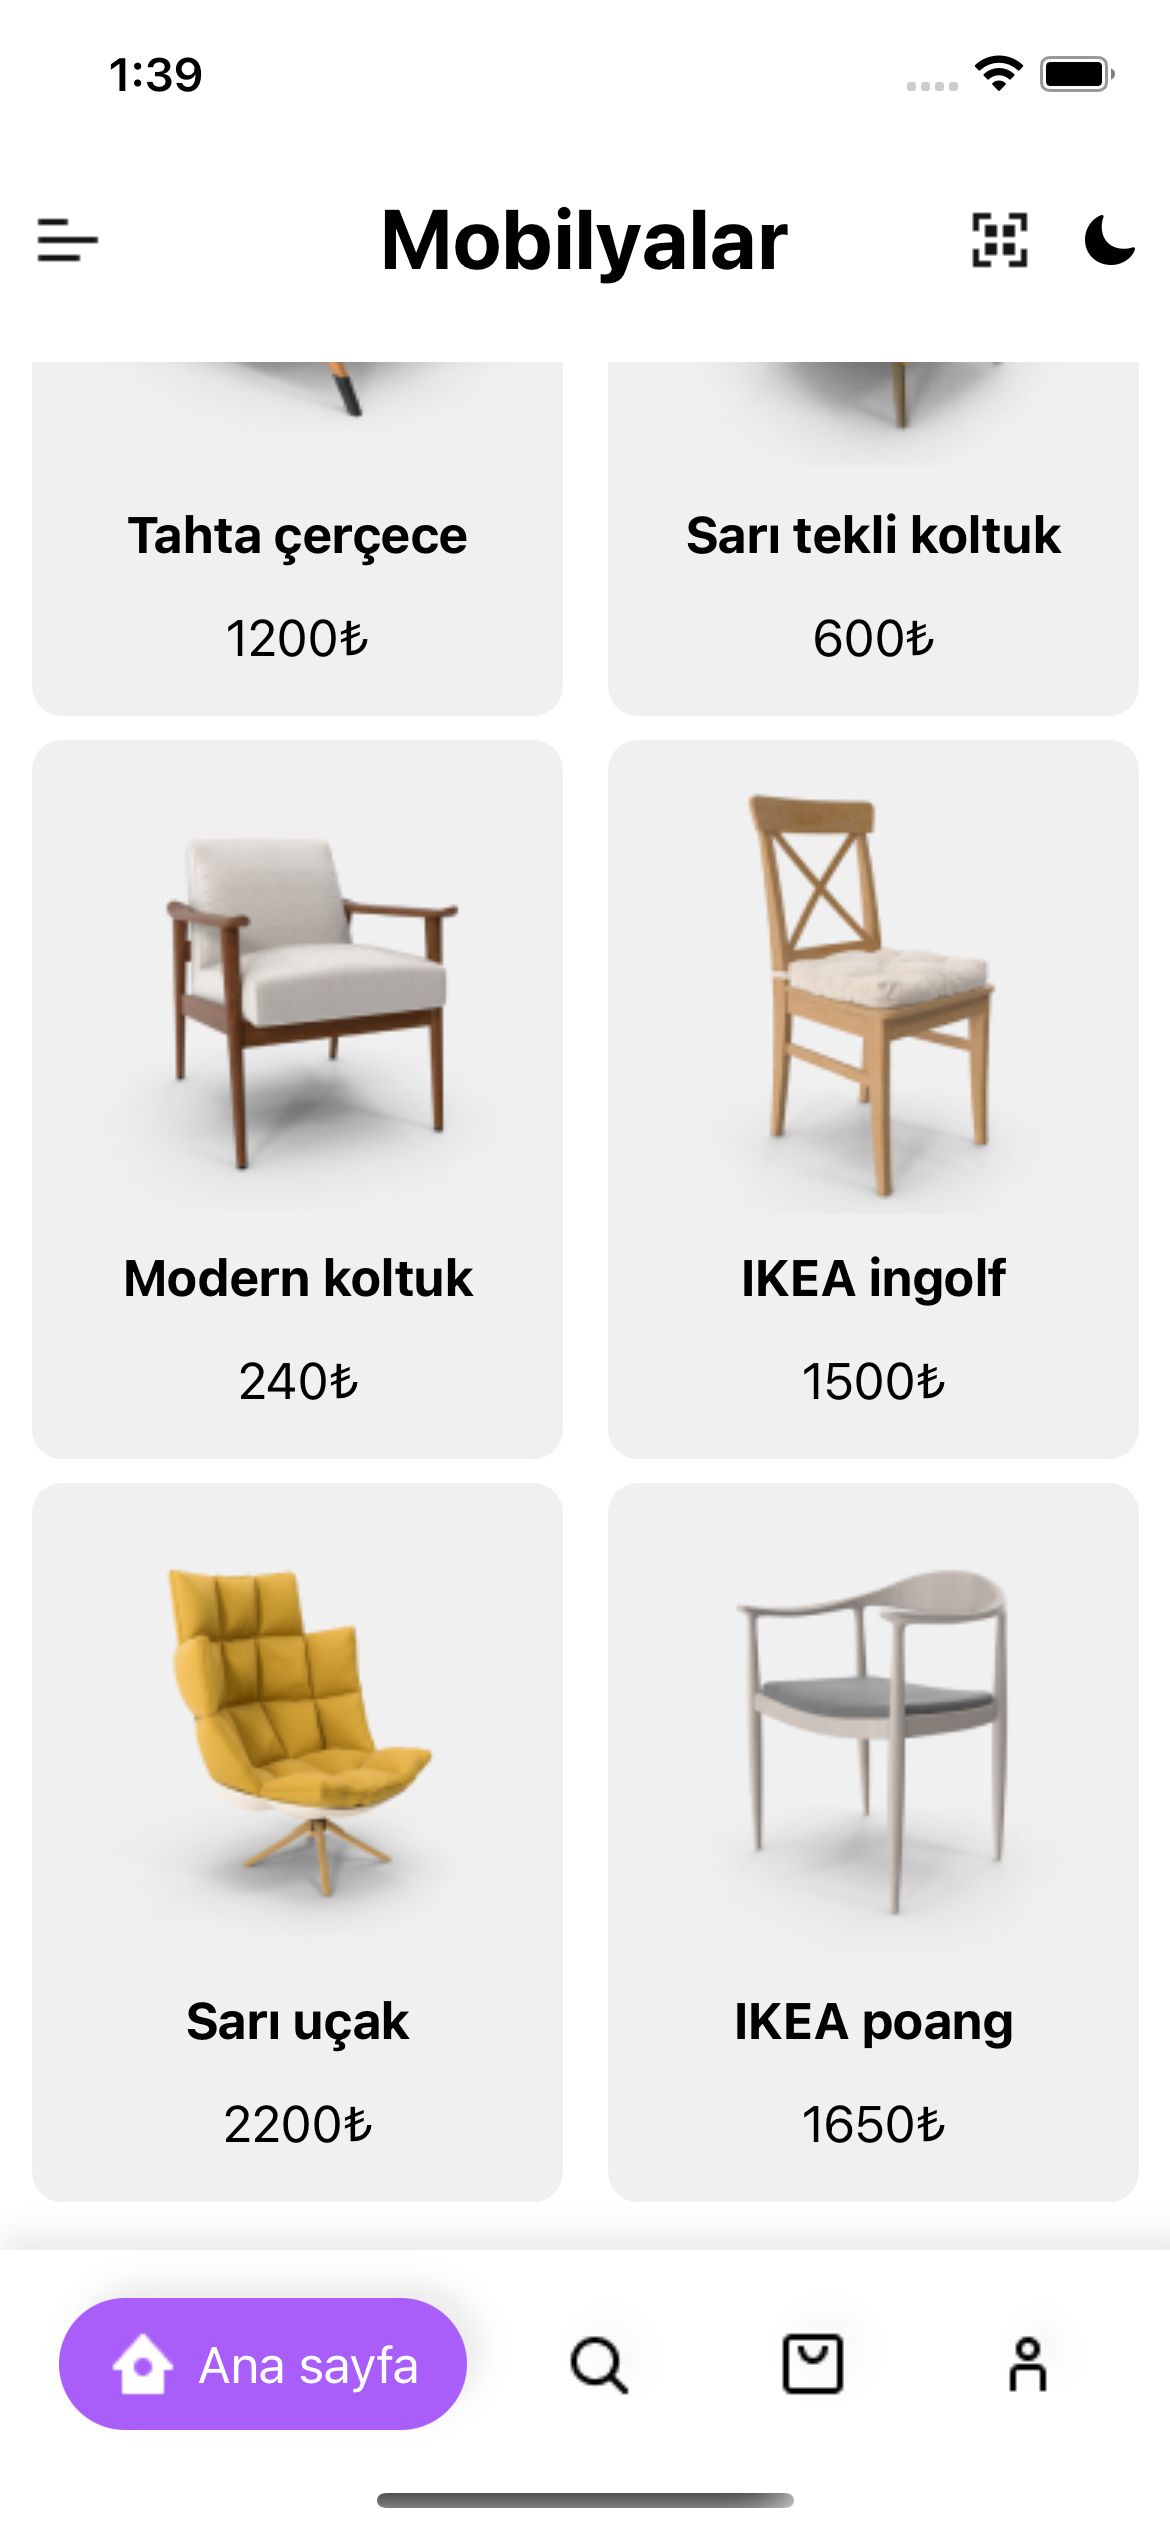 1:39
Mobilyalar
Tahta çerçece
Sarı tekli koltuk
1200₺
600₺
Modern koltuk
IKEA ingolf
240₺
1500₺
Sarı uçak
IKEA poang
2200₺
1650₺
Ana sayfa